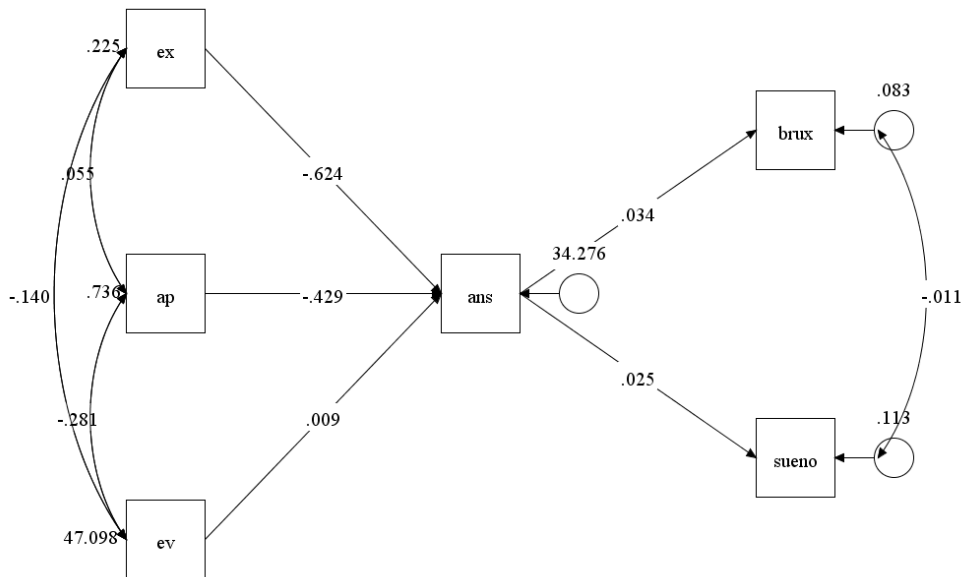 .225
ex
.083
brux
.055
-.624
.034
34.276
-.140
.736
ap
-.429
ans
-.011
.025
-.281
.009
.113
sueno
47.098
ev